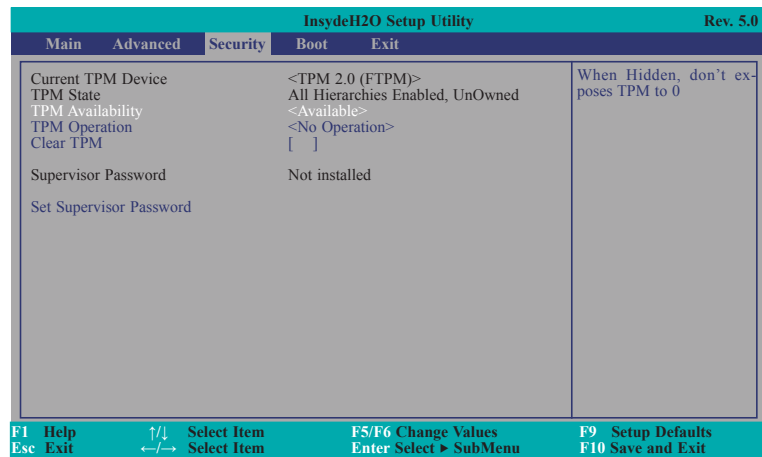 InsydeH2O Setup Utility Rev. 5.0
Main Advanced Security Boot Exit
Current TPM Device <TPM 2.0 (FTPM)>
TPM State All Hierarchies Enabled, UnOwned
TPM Availability <Available>
TPM Operation <No Operation>
Clear TPM [ ]
Supervisor Password Not installed
Set Supervisor Password
When Hidden, don't ex-
poses TPM to 0
F1 Help ↑/↓ Select Item F5/F6 Change Values F9 Setup Defaults
Esc Exit ←/→ Select Item Enter Select ► SubMenu F10 Save and Exit